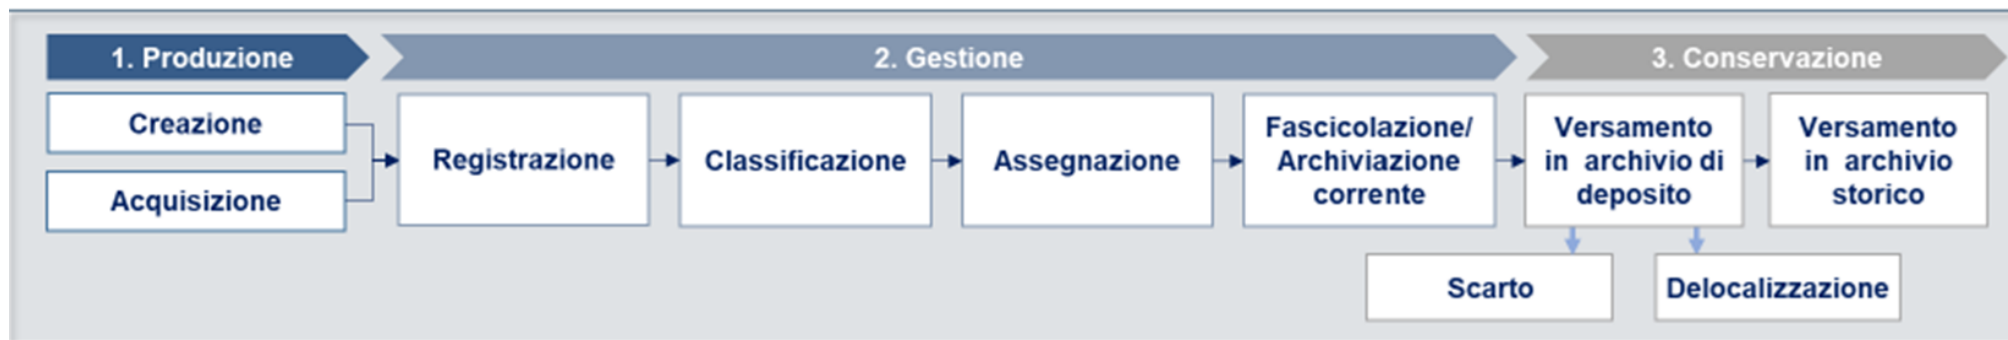 1. Produzione
2. Gestione
3. Conservazione
Creazione
Acquisizione
Registrazione
Classificazione
Assegnazione
Fascicolazione/
Archiviazione
corrente
Versamento
in archivio di
deposito
Versamento
in archivio
storico
Scarto
Delocalizzazione